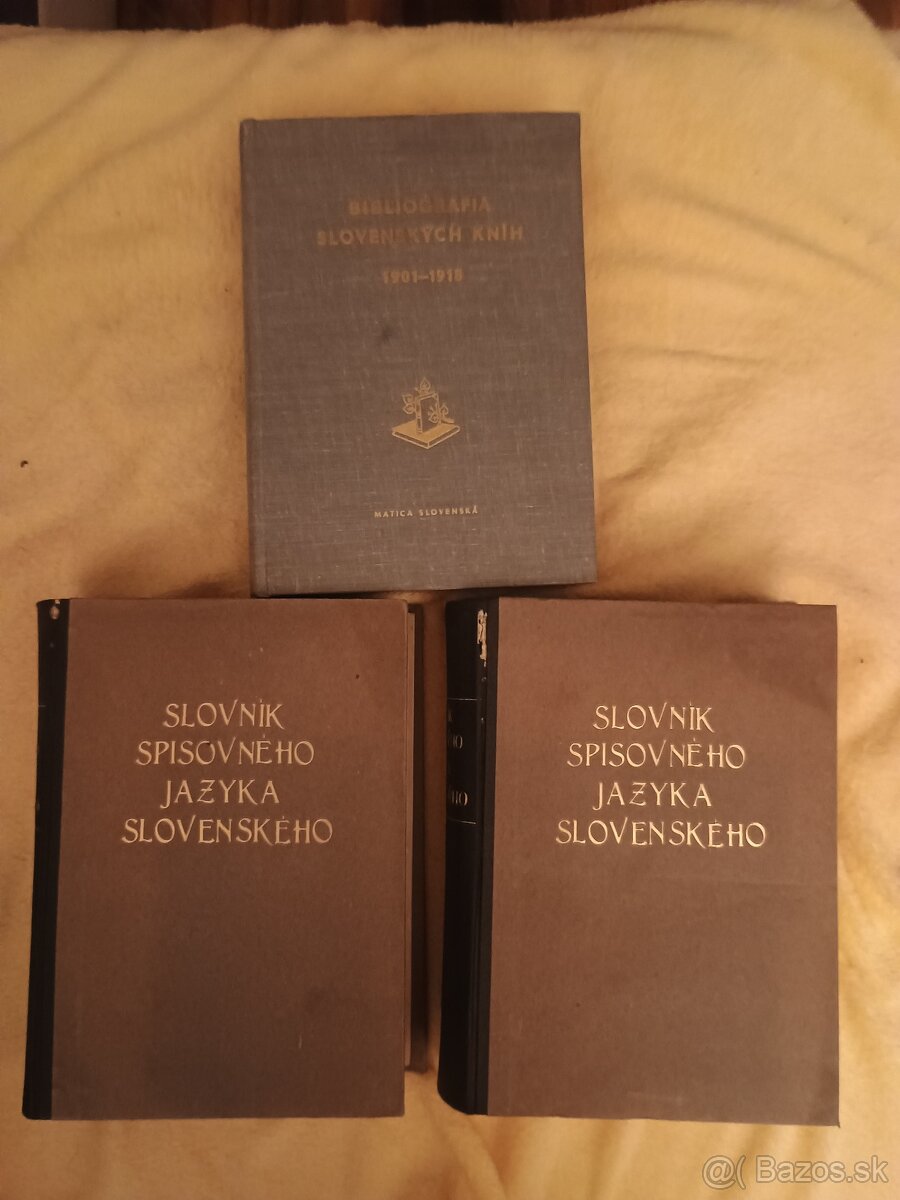 BIBLIOGRAFIA
SLOVENSKÝCH KNÍH
1901–1918
MATICA SLOVENSKÁ
SLOVNÍK
SPISOVNÉHO
JAZYKA
SLOVENSKÉHO
SLOVNÍK
SPISOVNÉHO
JAZYKA
SLOVENSKÉHO
@( Bazos.sk